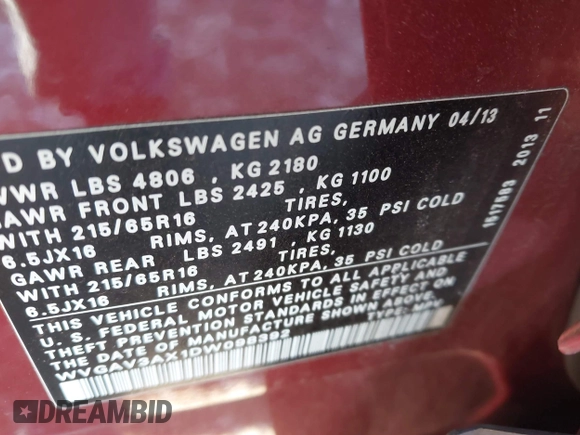 D BY VOLKSWAGEN AG GERMANY 04/13
VWR LBS 4806 , KG 2180
GAWR FRONT LBS 2425 , KG 1100
WITH 215/65R16 TIRES,
6.5JX16 RIMS, AT 240KPA, 35 PSI COLD
GAWR REAR LBS 2491 , KG 1130
WITH 215/65R16 TIRES,
6.5JX16 RIMS, AT 240KPA, 35 PSI COLD
THIS VEHICLE CONFORMS TO ALL APPLICABLE
U. S. FEDERAL MOTOR VEHICLE SAFETY AND
THEFT PREVENTION STANDARDS IN EFFECT ON
THE DATE OF MANUFACTURE SHOWN ABOVE.
TYPE: MPV
2013 11
DREAMBID